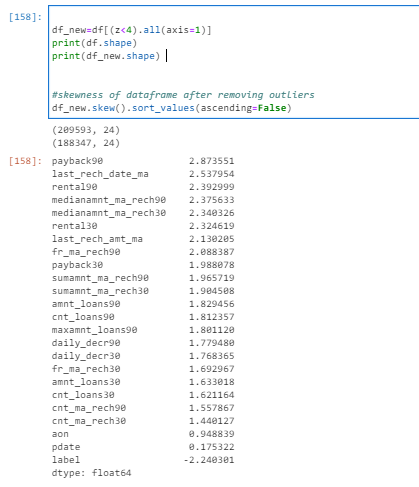 [158]:
df_new=df[(z<4).all(axis=1)]
print(df.shape)
print(df_new.shape)
#skewness of dataframe after removing outliers
df_new.skew().sort_values(ascending=False)
(209593, 24)
(188347, 24)
[158]: payback90 2.873551
last_rech_date_ma 2.537954
rental90 2.392999
medianamnt_ma_rech90 2.375633
medianamnt_ma_rech30 2.340326
rental30 2.324619
last_rech_amt_ma 2.130205
fr_ma_rech90 2.088387
payback30 1.988078
sumamnt_ma_rech90 1.965719
sumamnt_ma_rech30 1.904508
amnt_loans90 1.829456
cnt_loans90 1.812357
maxamnt_loans90 1.801120
daily_decr90 1.779480
daily_decr30 1.768365
fr_ma_rech30 1.692967
amnt_loans30 1.633018
cnt_loans30 1.621164
cnt_ma_rech90 1.557867
cnt_ma_rech30 1.440127
aon 0.948839
pdate 0.175322
label -2.240301
dtype: float64